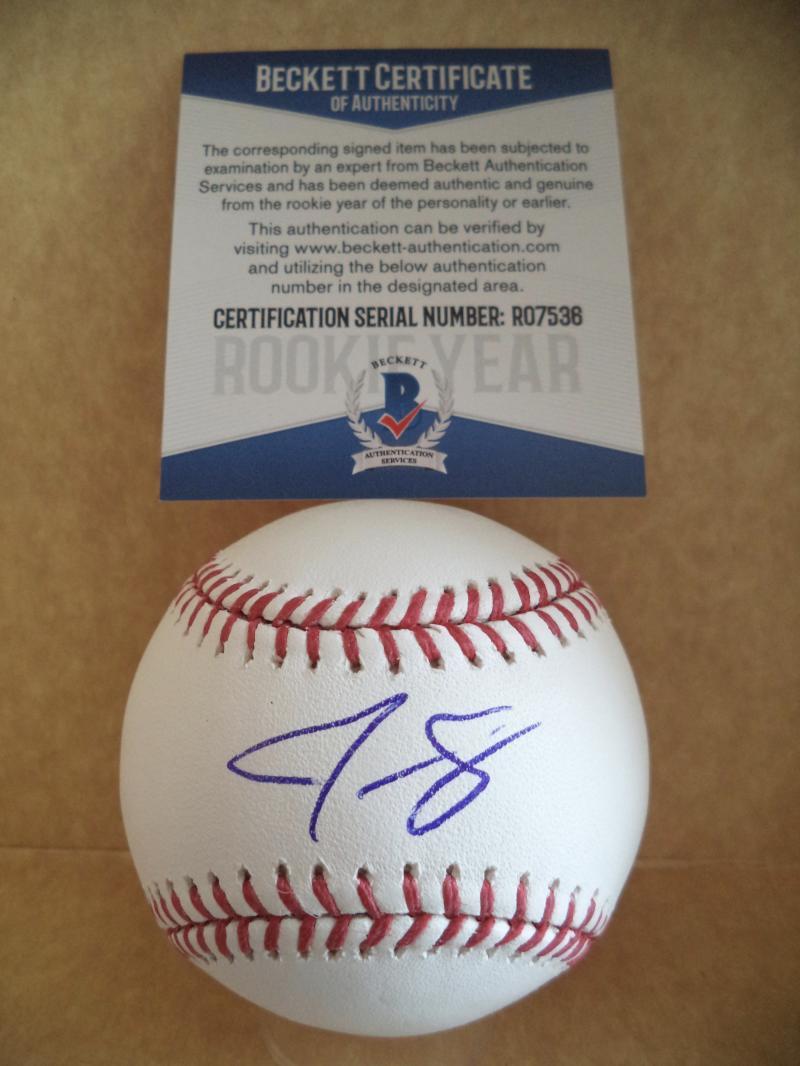 BECKETT CERTIFICATE
OF AUTHENTICITY
The corresponding signed item has been subjected to
examination by an expert from Beckett Authentication
Services and has been deemed authentic and genuine
from the rookie year of the personality or earlier.
This authentication can be verified by
visiting www.beckett-authentication.com
and utilizing the below authentication
number in the designated area.
CERTIFICATION SERIAL NUMBER: R07536
ROOKIE YEAR
BECKETT
B
AUTHENTICATION
SERVICES